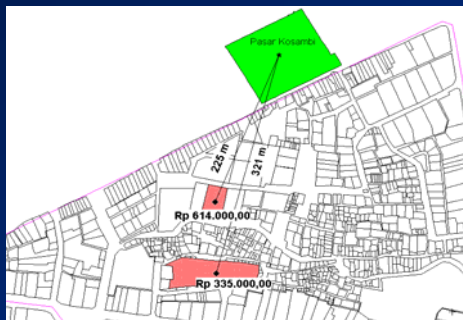 Pasar Kosambi
225 m
321 m
Rp 614.000,00
Rp 335.000,00